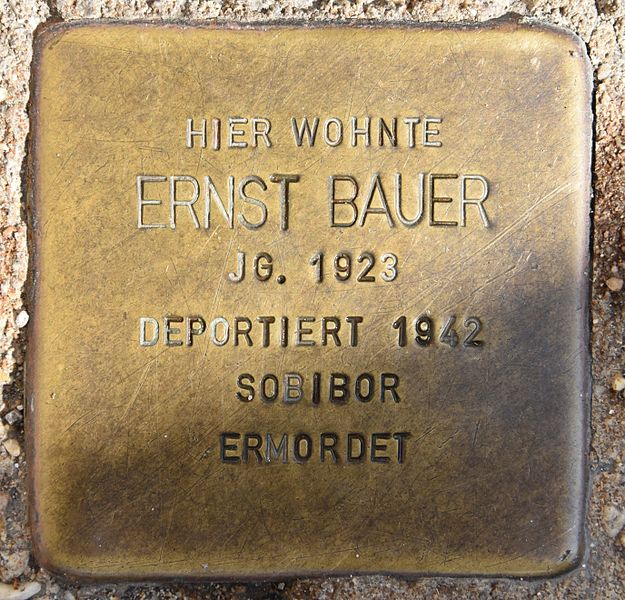 HIER WOHNTE
ERNST BAUER
JG. 1923
DEPORTIERT 1942
SOBIBOR
ERMORDET